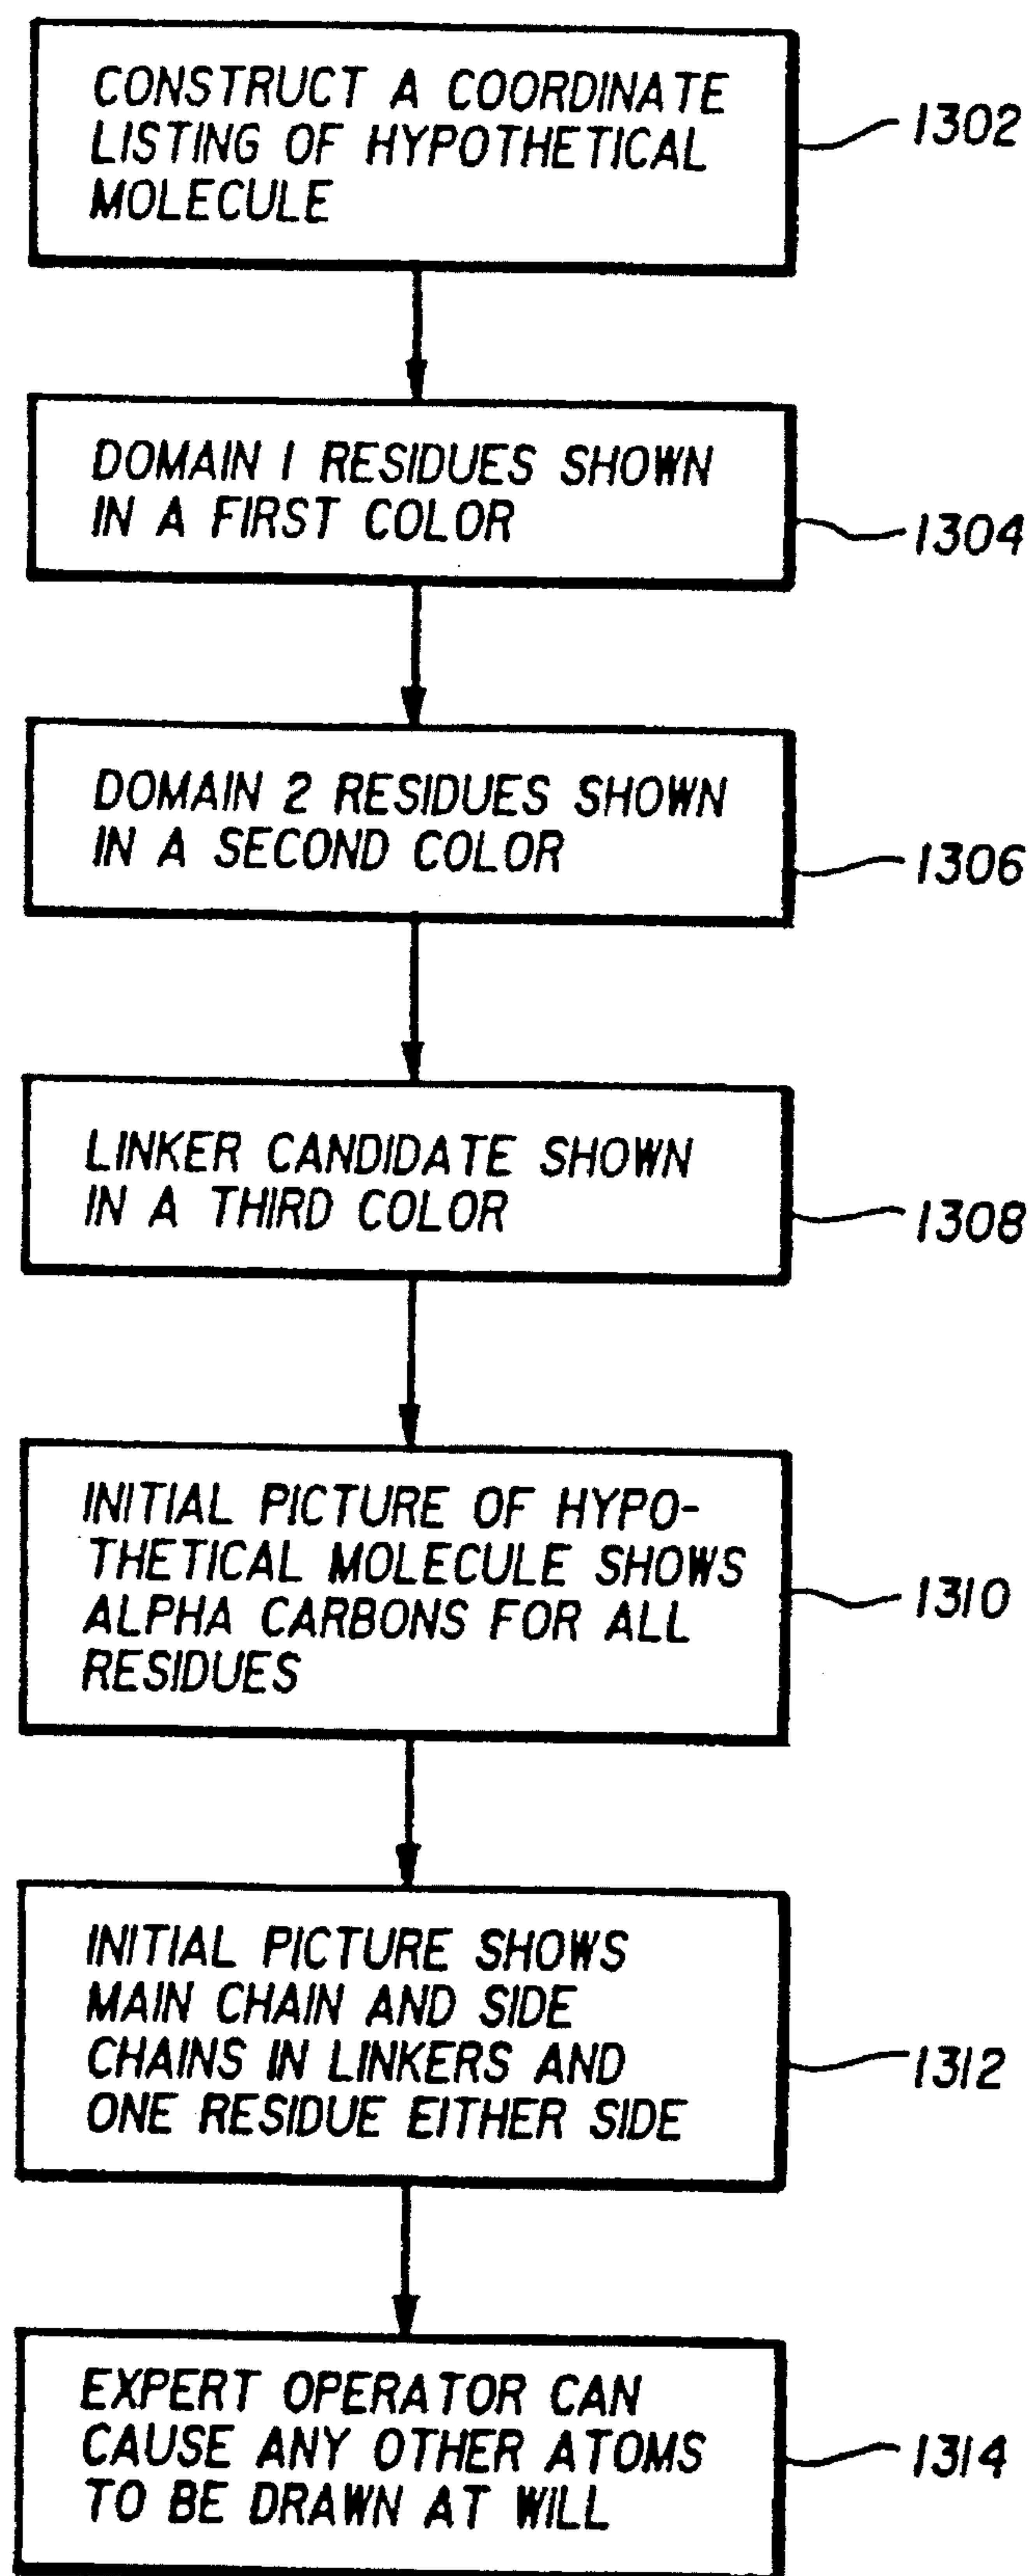 CONSTRUCT A COORDINATE
LISTING OF HYPOTHETICAL
MOLECULE
1302
DOMAIN 1 RESIDUES SHOWN
IN A FIRST COLOR
1304
DOMAIN 2 RESIDUES SHOWN
IN A SECOND COLOR
1306
LINKER CANDIDATE SHOWN
IN A THIRD COLOR
1308
INITIAL PICTURE OF HYPO-
THETICAL MOLECULE SHOWS
ALPHA CARBONS FOR ALL
RESIDUES
1310
INITIAL PICTURE SHOWS
MAIN CHAIN AND SIDE
CHAINS IN LINKERS AND
ONE RESIDUE EITHER SIDE
1312
EXPERT OPERATOR CAN
CAUSE ANY OTHER ATOMS
TO BE DRAWN AT WILL
1314